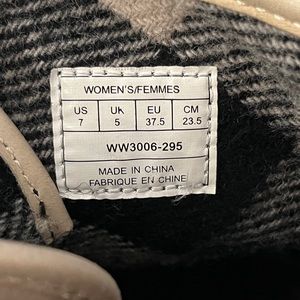 WOMEN'S/FEMMES
US UK EU CM
7 5 37.5 23.5
WW3006-295
MADE IN CHINA
FABRIQUE EN CHINE